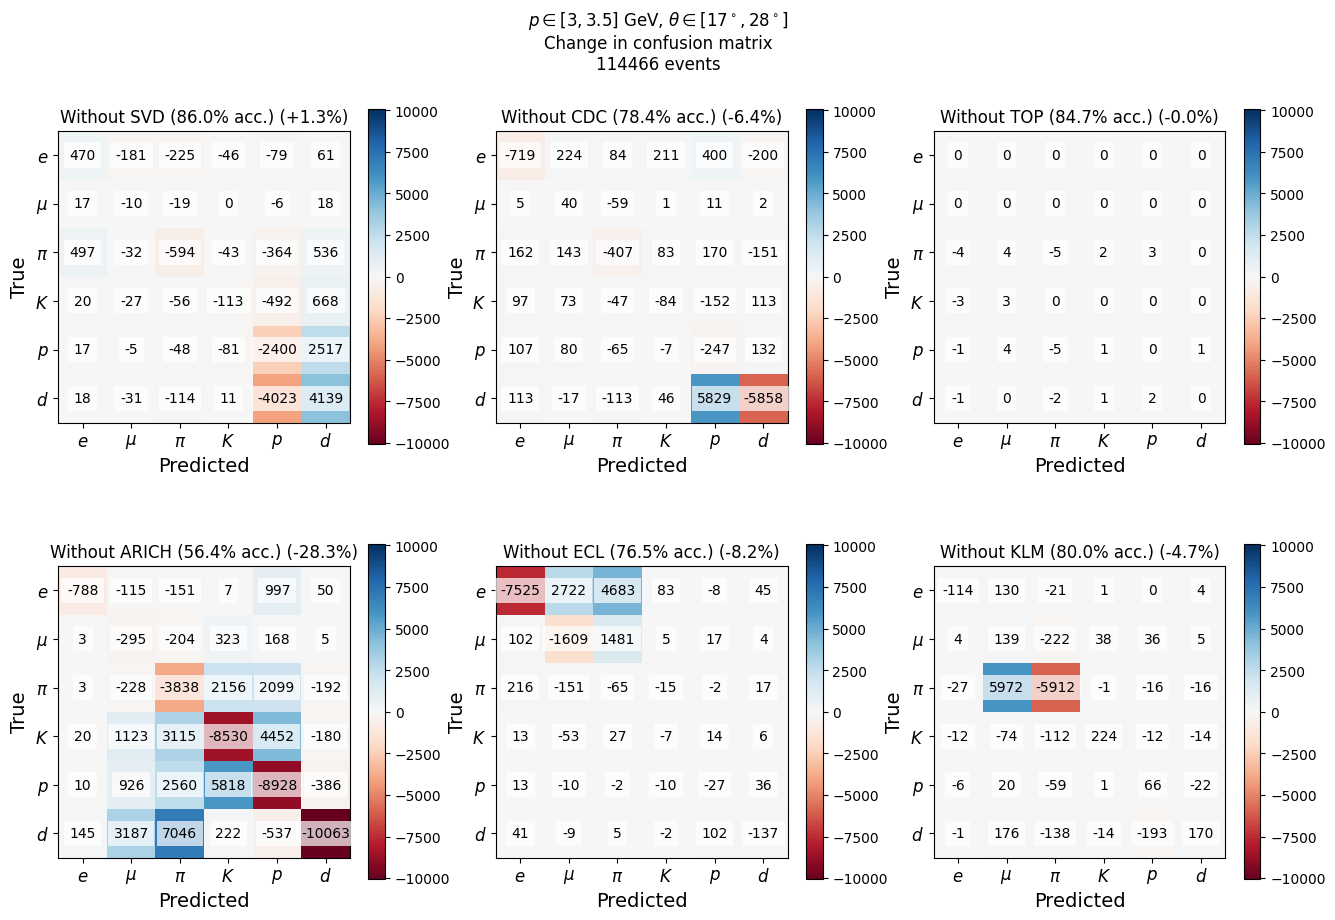 p ∈ [3, 3.5] GeV, θ ∈ [17°, 28°]
Change in confusion matrix
114466 events
Without SVD (86.0% acc.) (+1.3%)
e 470 -181 -225 -46 -79 61
μ 17 -10 -19 0 -6 18
π 497 -32 -594 -43 -364 536
K 20 -27 -56 -113 -492 668
p 17 -5 -48 -81 -2400 2517
d 18 -31 -114 11 -4023 4139
e μ π K p d
True
Predicted
10000
7500
5000
2500
0
−2500
−5000
−7500
−10000
Without CDC (78.4% acc.) (-6.4%)
e -719 224 84 211 400 -200
μ 5 40 -59 1 11 2
π 162 143 -407 83 170 -151
K 97 73 -47 -84 -152 113
p 107 80 -65 -7 -247 132
d 113 -17 -113 46 5829 -5858
e μ π K p d
True
Predicted
10000
7500
5000
2500
0
−2500
−5000
−7500
−10000
Without TOP (84.7% acc.) (-0.0%)
e 0 0 0 0 0 0
μ 0 0 0 0 0 0
π -4 4 -5 2 3 0
K -3 3 0 0 0 0
p -1 4 -5 1 0 1
d -1 0 -2 1 2 0
e μ π K p d
True
Predicted
10000
7500
5000
2500
0
−2500
−5000
−7500
−10000
Without ARICH (56.4% acc.) (-28.3%)
e -788 -115 -151 7 997 50
μ 3 -295 -204 323 168 5
π 3 -228 -3838 2156 2099 -192
K 20 1123 3115 -8530 4452 -180
p 10 926 2560 5818 -8928 -386
d 145 3187 7046 222 -537 -10063
e μ π K p d
True
Predicted
10000
7500
5000
2500
0
−2500
−5000
−7500
−10000
Without ECL (76.5% acc.) (-8.2%)
e -7525 2722 4683 83 -8 45
μ 102 -1609 1481 5 17 4
π 216 -151 -65 -15 -2 17
K 13 -53 27 -7 14 6
p 13 -10 -2 -10 -27 36
d 41 -9 5 -2 102 -137
e μ π K p d
True
Predicted
10000
7500
5000
2500
0
−2500
−5000
−7500
−10000
Without KLM (80.0% acc.) (-4.7%)
e -114 130 -21 1 0 4
μ 4 139 -222 38 36 5
π -27 5972 -5912 -1 -16 -16
K -12 -74 -112 224 -12 -14
p -6 20 -59 1 66 -22
d -1 176 -138 -14 -193 170
e μ π K p d
True
Predicted
10000
7500
5000
2500
0
−2500
−5000
−7500
−10000